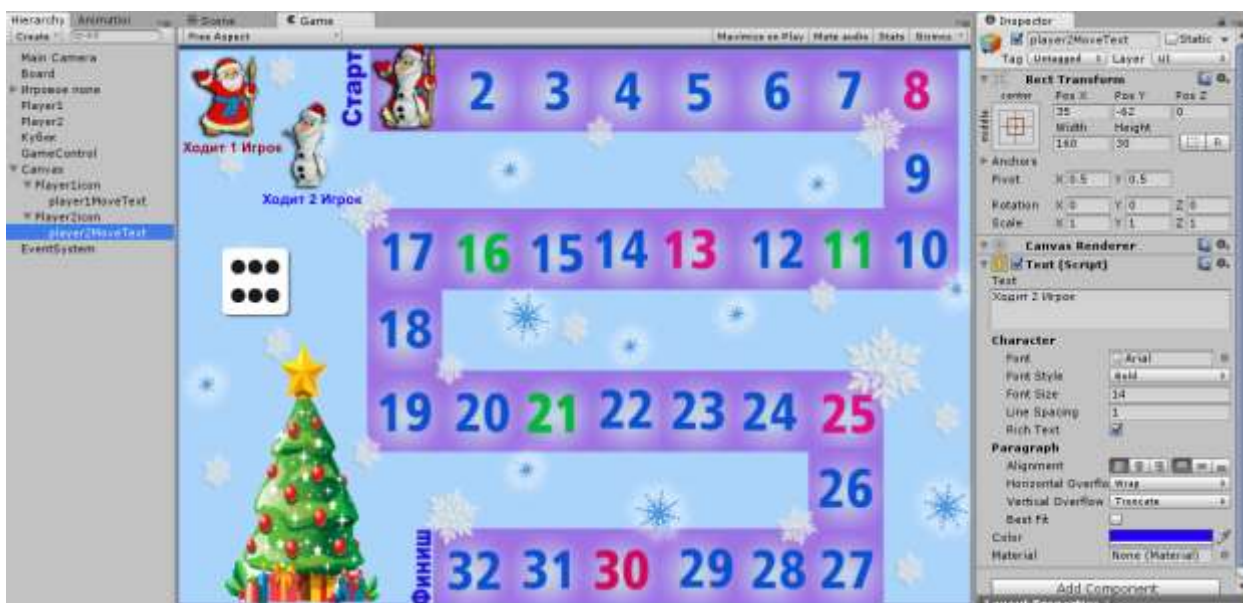 Hierarchy Animation
Create
Main Camera
Board
Игровое поле
Player1
Player2
Кубик
GameControl
Canvas
Player1icon
player1MoveText
Player2icon
player2MoveText
EventSystem
Scene Game
Free Aspect Maximize on Play Mute audio Stats Gizmos
Старт
2 3 4 5 6 7 8
Ходит 1 Игрок
Ходит 2 Игрок
9
17 16 15 14 13 12 11 10
18
19 20 21 22 23 24 25
26
Финиш
32 31 30 29 28 27
Inspector
player2MoveText Static
Tag Untagged Layer UI
Rect Transform
center Pos X Pos Y Pos Z
middle 35 -62 0
Width Height
160 30 R
Anchors
Pivot X 0.5 Y 0.5
Rotation X 0 Y 0 Z 0
Scale X 1 Y 1 Z 1
Canvas Renderer
Text (Script)
Text
Ходит 2 Игрок
Character
Font Arial
Font Style Bold
Font Size 14
Line Spacing 1
Rich Text
Paragraph
Alignment
Horizontal Overflo Wrap
Vertical Overflow Truncate
Best Fit
Color
Material None (Material)
Add Component